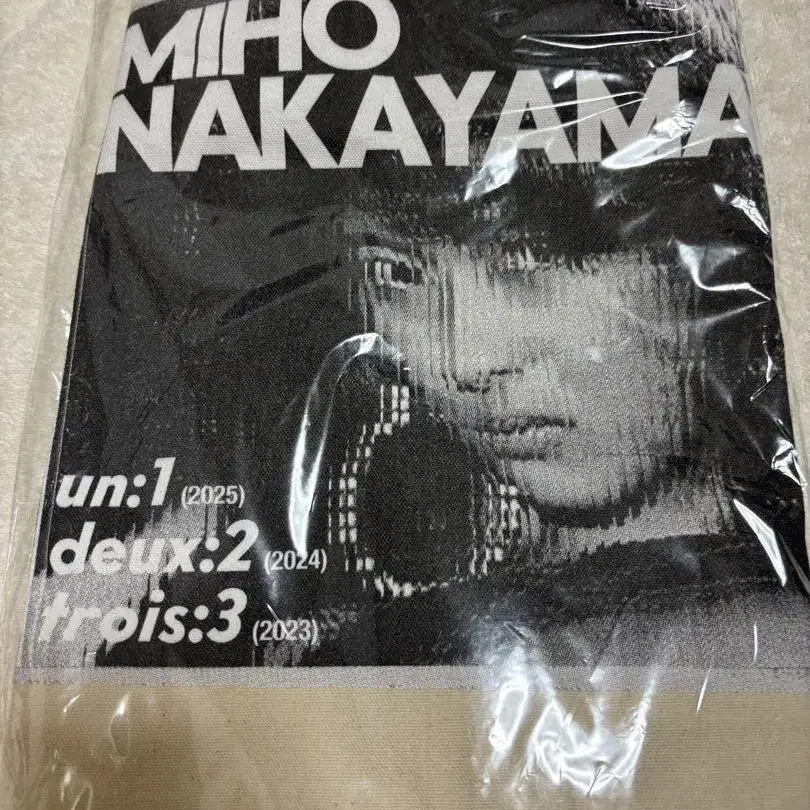 MIHO
NAKAYAMA
un:1 (2025)
deux:2 (2024)
trois:3 (2023)